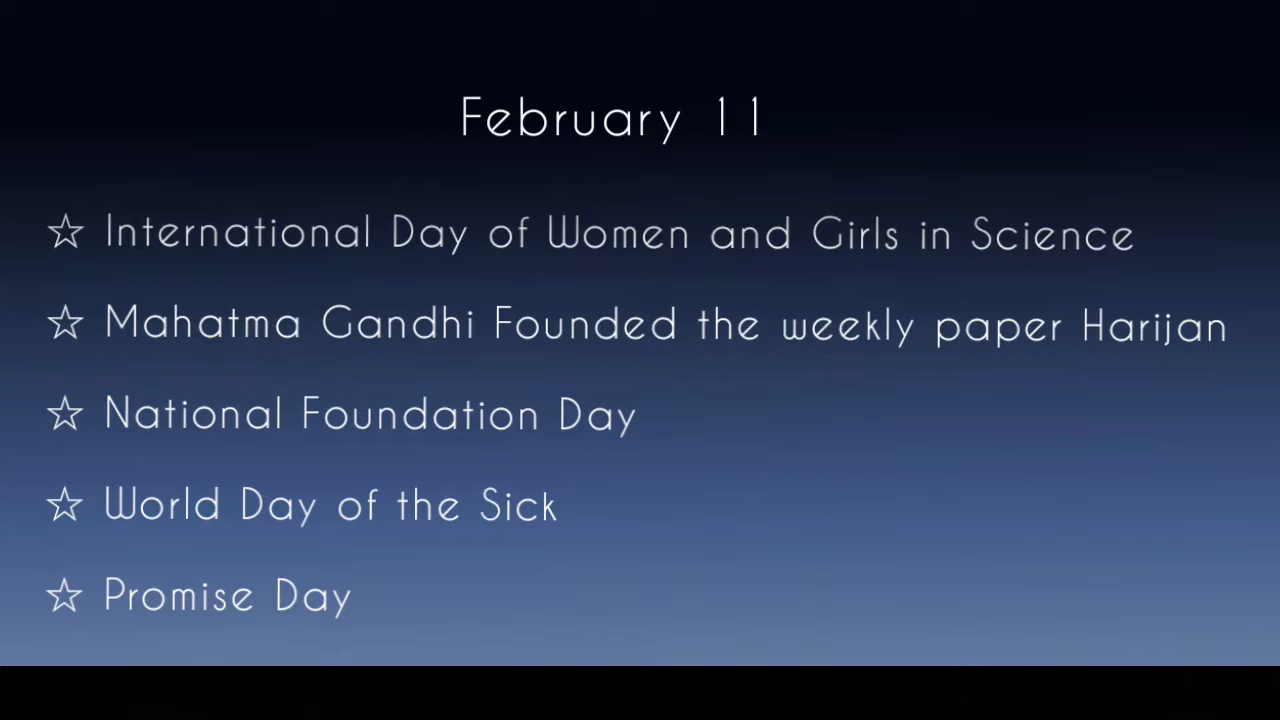 February 11
☆ International Day of Women and Girls in Science
☆ Mahatma Gandhi Founded the weekly paper Harijan
☆ National Foundation Day
☆ World Day of the Sick
☆ Promise Day